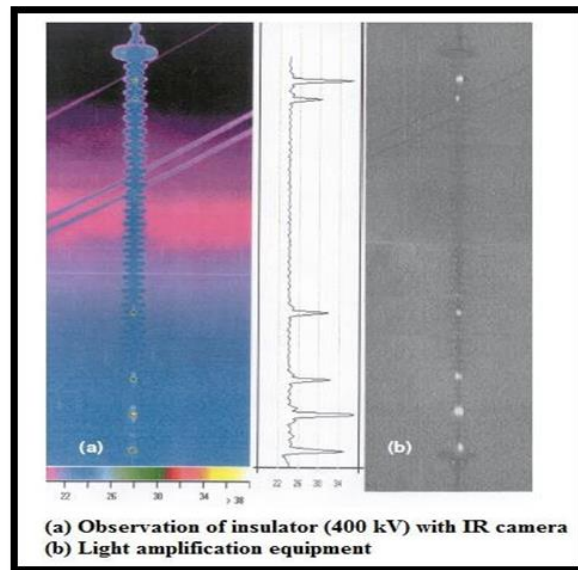 (a)
(b)
22 26 30 34 > 38
22 26 30 34
(a) Observation of insulator (400 kV) with IR camera
(b) Light amplification equipment